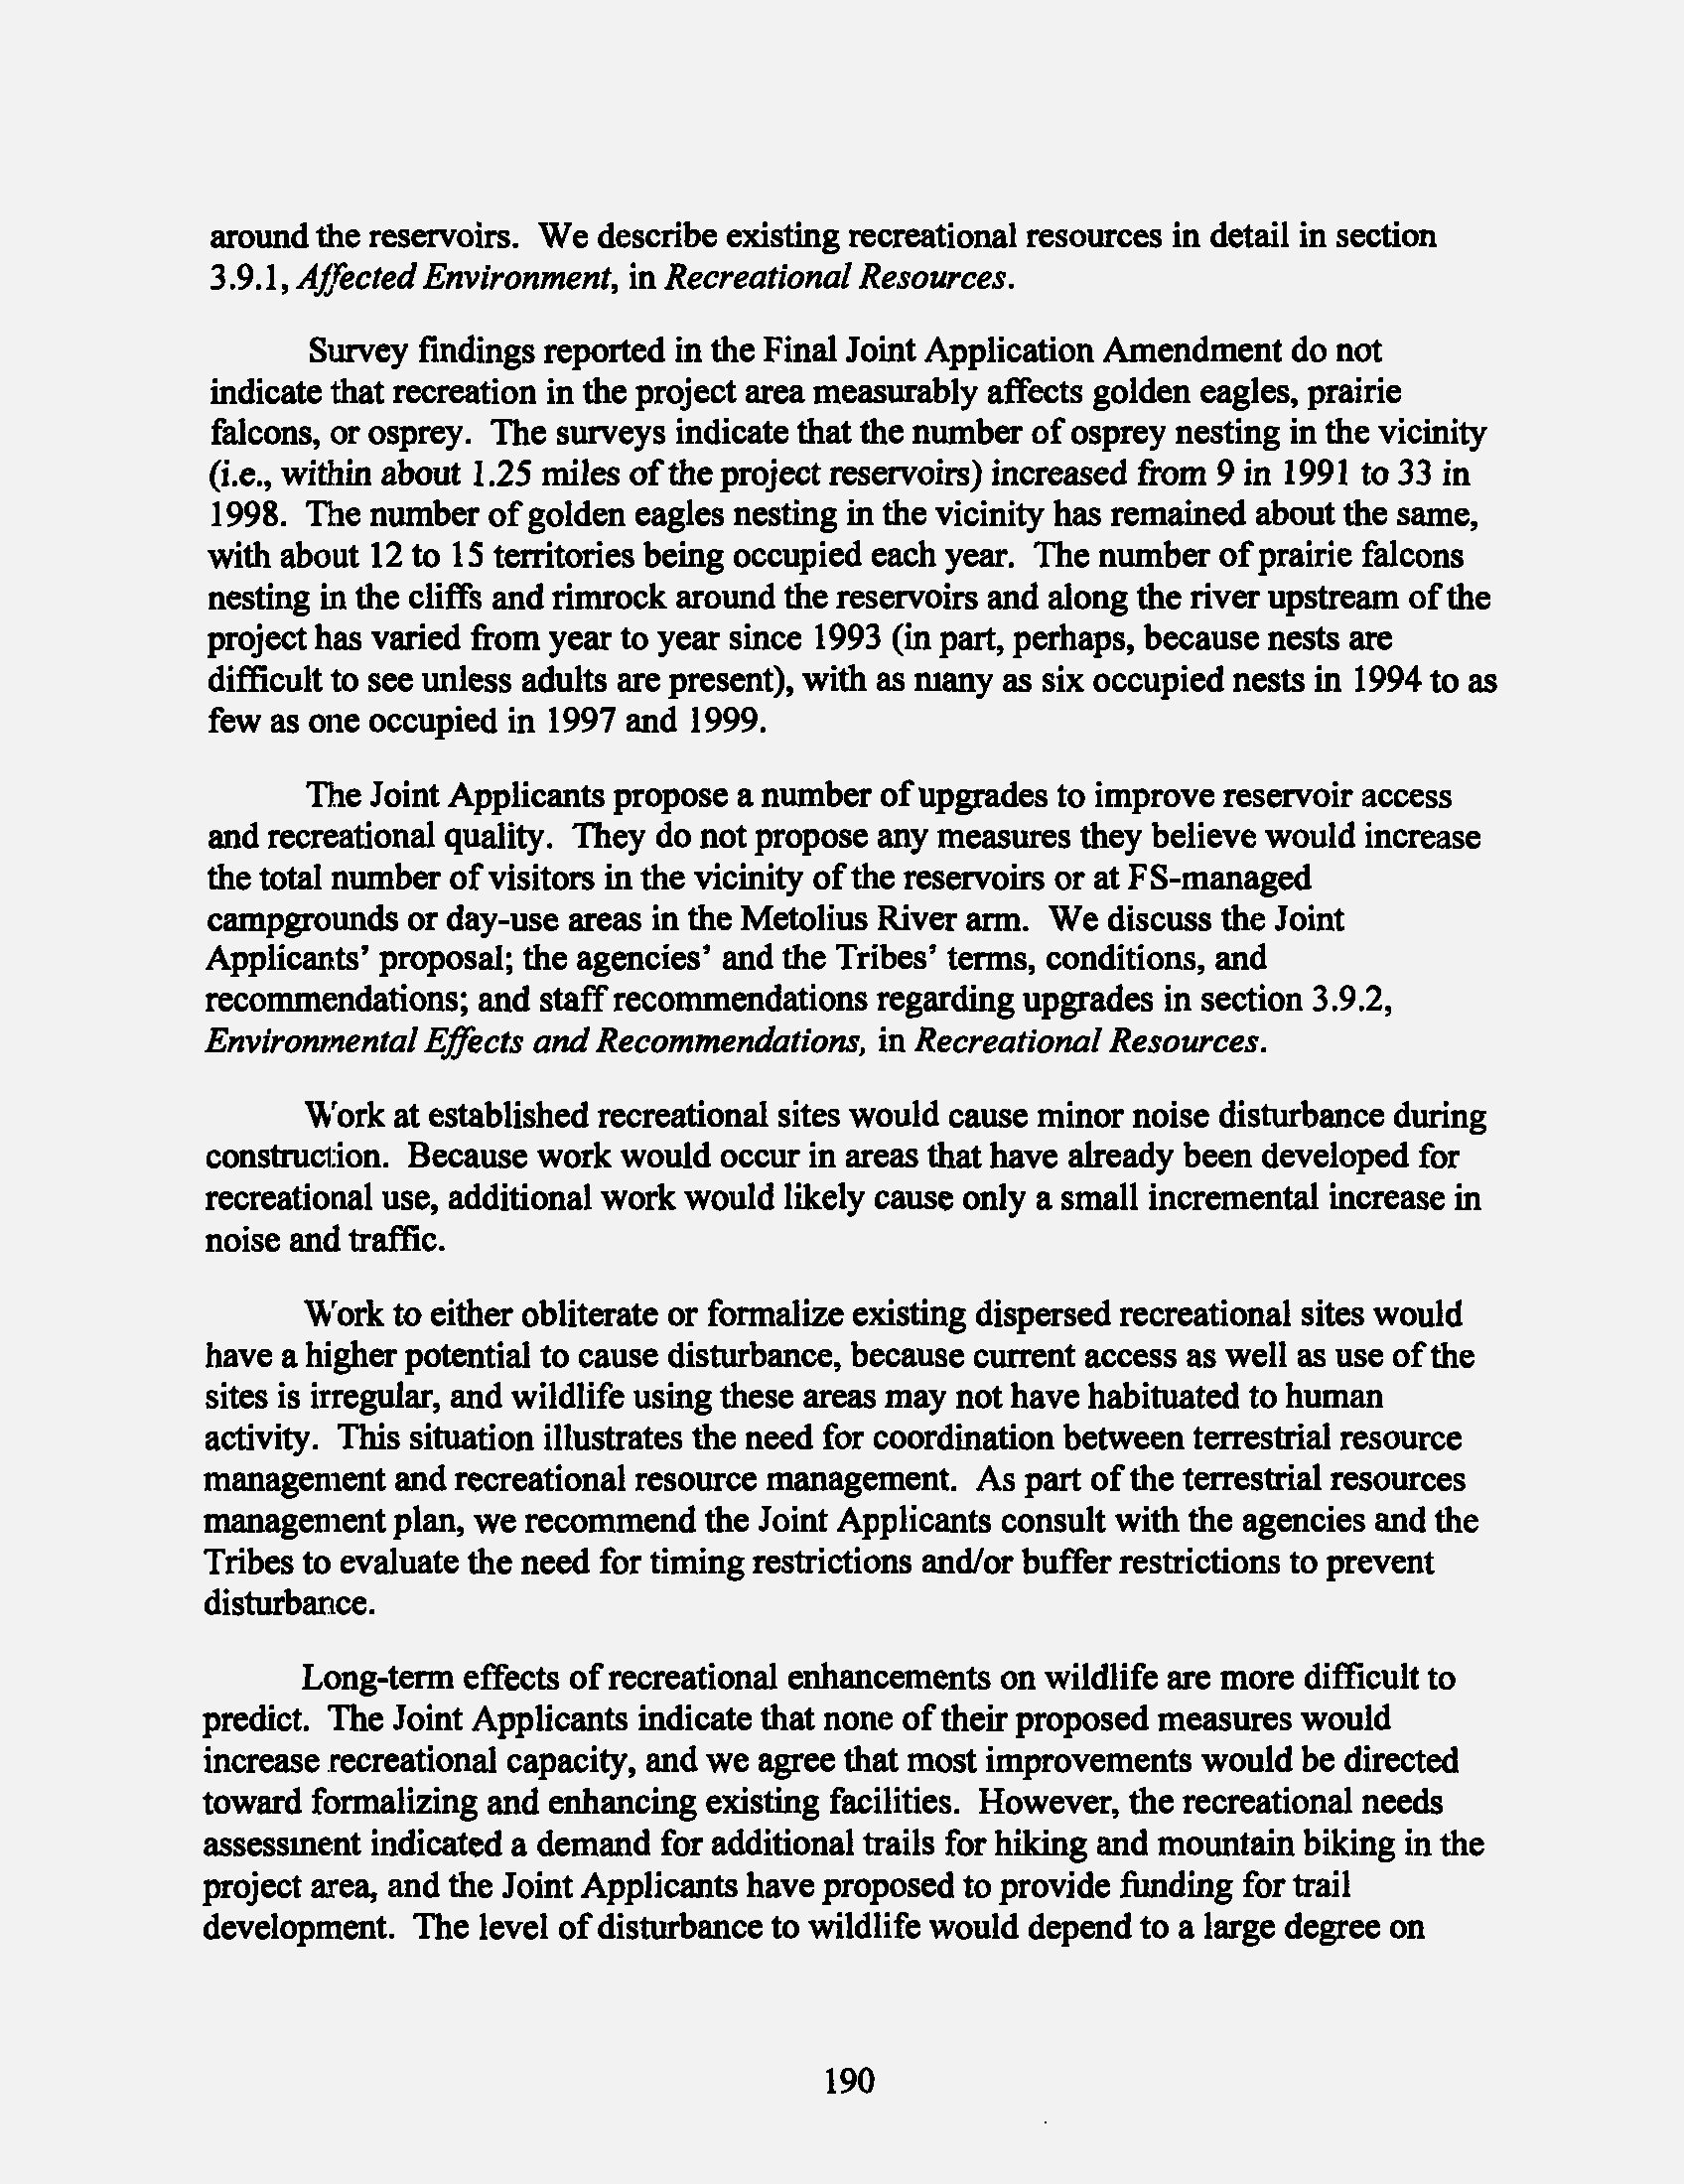 around the reservoirs. We describe existing recreational resources in detail in section
3.9.1, Affected Environment, in Recreational Resources.
Survey findings reported in the Final Joint Application Amendment do not
indicate that recreation in the project area measurably affects golden eagles, prairie
falcons, or osprey. The surveys indicate that the number of osprey nesting in the vicinity
(i.e., within about 1.25 miles of the project reservoirs) increased from 9 in 1991 to 33 in
1998. The number of golden eagles nesting in the vicinity has remained about the same,
with about 12 to 15 territories being occupied each year. The number of prairie falcons
nesting in the cliffs and rimrock around the reservoirs and along the river upstream of the
project has varied from year to year since 1993 (in part, perhaps, because nests are
difficult to see unless adults are present), with as many as six occupied nests in 1994 to as
few as one occupied in 1997 and 1999.
The Joint Applicants propose a number of upgrades to improve reservoir access
and recreational quality. They do not propose any measures they believe would increase
the total number of visitors in the vicinity of the reservoirs or at FS-managed
campgrounds or day-use areas in the Metolius River arm. We discuss the Joint
Applicants' proposal; the agencies' and the Tribes' terms, conditions, and
recommendations; and staff recommendations regarding upgrades in section 3.9.2,
Environmental Effects and Recommendations, in Recreational Resources.
Work at established recreational sites would cause minor noise disturbance during
construction. Because work would occur in areas that have already been developed for
recreational use, additional work would likely cause only a small incremental increase in
noise and traffic.
Work to either obliterate or formalize existing dispersed recreational sites would
have a higher potential to cause disturbance, because current access as well as use of the
sites is irregular, and wildlife using these areas may not have habituated to human
activity. This situation illustrates the need for coordination between terrestrial resource
management and recreational resource management. As part of the terrestrial resources
management plan, we recommend the Joint Applicants consult with the agencies and the
Tribes to evaluate the need for timing restrictions and/or buffer restrictions to prevent
disturbance.
Long-term effects of recreational enhancements on wildlife are more difficult to
predict. The Joint Applicants indicate that none of their proposed measures would
increase recreational capacity, and we agree that most improvements would be directed
toward formalizing and enhancing existing facilities. However, the recreational needs
assessment indicated a demand for additional trails for hiking and mountain biking in the
project area, and the Joint Applicants have proposed to provide funding for trail
development. The level of disturbance to wildlife would depend to a large degree on
190